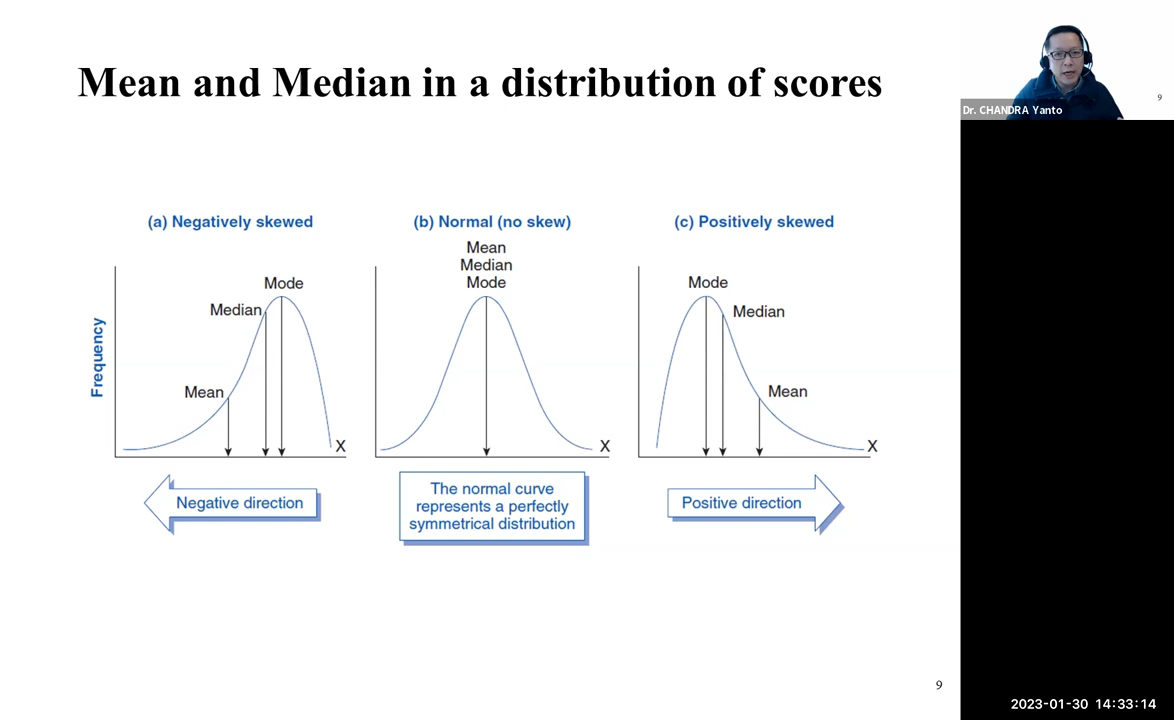 Mean and Median in a distribution of scores
(a) Negatively skewed
Mode
Median
Mean
Frequency
X
Negative direction
(b) Normal (no skew)
Mean
Median
Mode
X
The normal curve
represents a perfectly
symmetrical distribution
(c) Positively skewed
Mode
Median
Mean
X
Positive direction
9
Dr. CHANDRA Yanto
9
2023-01-30 14:33:14